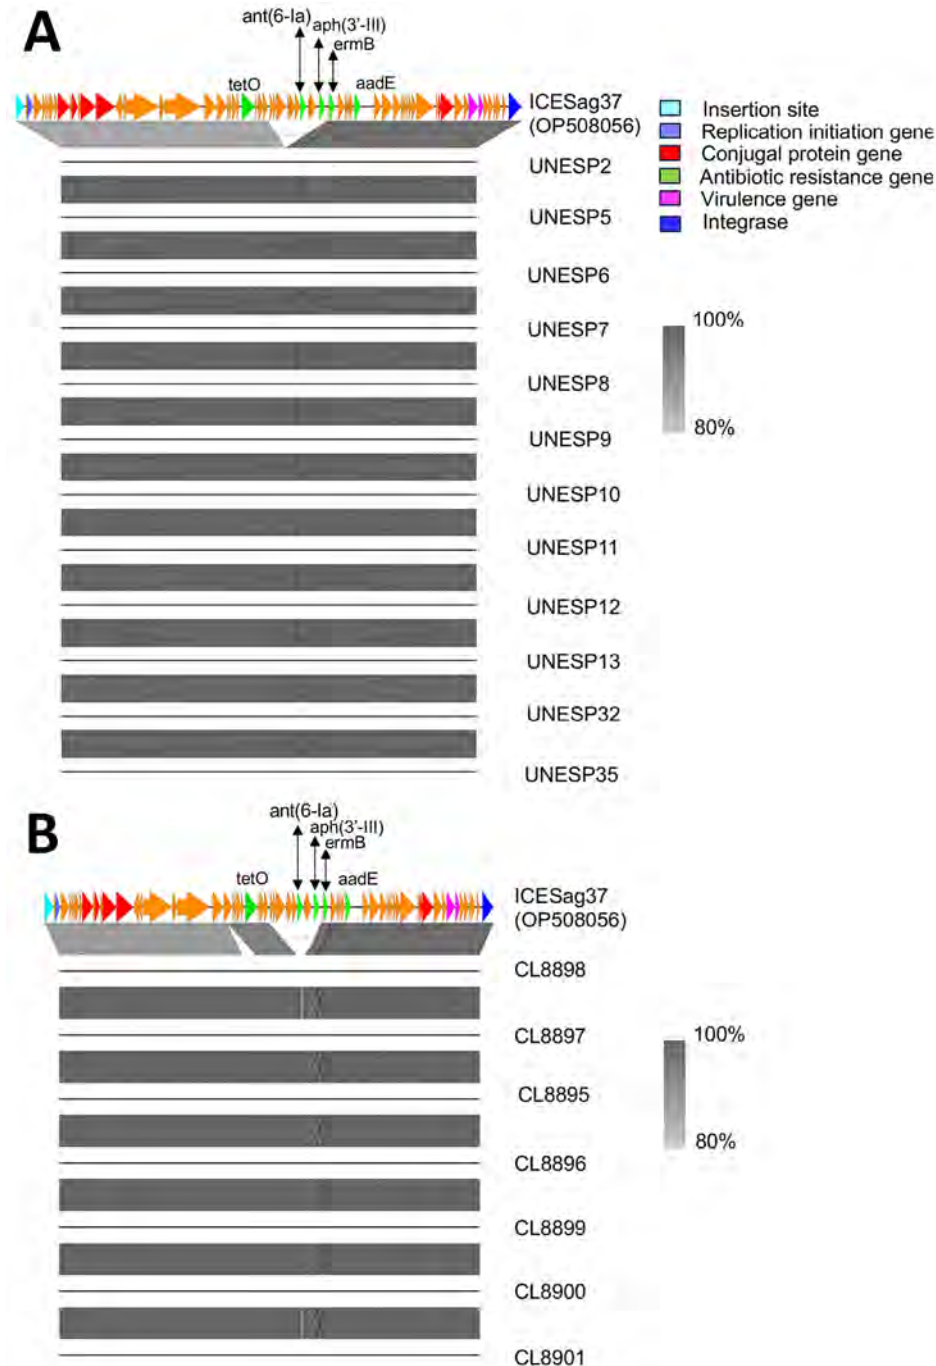 A
ant(6-Ia)
aph(3'-III)
ermB
tetO
aadE
ICESag37
(OP508056)
Insertion site
Replication initiation gene
Conjugal protein gene
Antibiotic resistance gene
Virulence gene
Integrase
UNESP2
UNESP5
UNESP6
UNESP7
UNESP8
UNESP9
UNESP10
UNESP11
UNESP12
UNESP13
UNESP32
UNESP35
100%
80%
B
ant(6-Ia)
aph(3'-III)
ermB
tetO
aadE
ICESag37
(OP508056)
CL8898
CL8897
CL8895
CL8896
CL8899
CL8900
CL8901
100%
80%